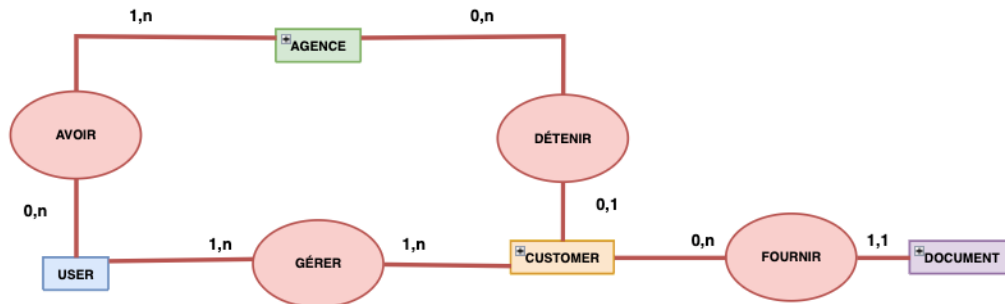 1,n
0,n
AGENCE
AVOIR
DÉTENIR
0,n
0,1
1,n
1,n
0,n
1,1
USER
GÉRER
CUSTOMER
FOURNIR
DOCUMENT